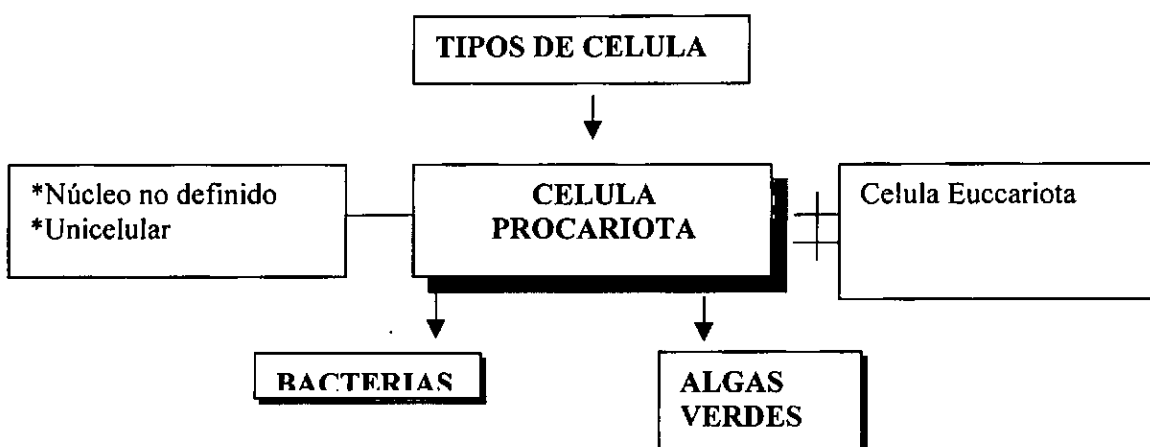 TIPOS DE CELULA
*Núcleo no definido
*Unicelular
CELULA
PROCARIOTA
Celula Euccariota
BACTERIAS
ALGAS
VERDES